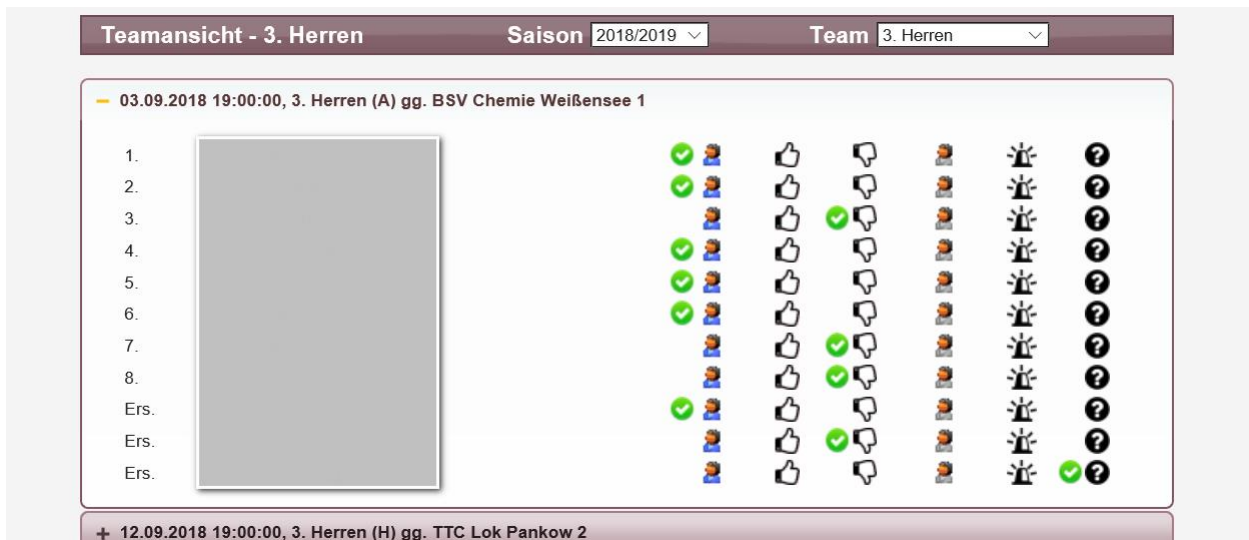 Teamansicht - 3. Herren Saison 2018/2019 Team 3. Herren
03.09.2018 19:00:00, 3. Herren (A) gg. BSV Chemie Weißensee 1
1.
2.
3.
4.
5.
6.
7.
8.
Ers.
Ers.
Ers.
12.09.2018 19:00:00, 3. Herren (H) gg. TTC Lok Pankow 2